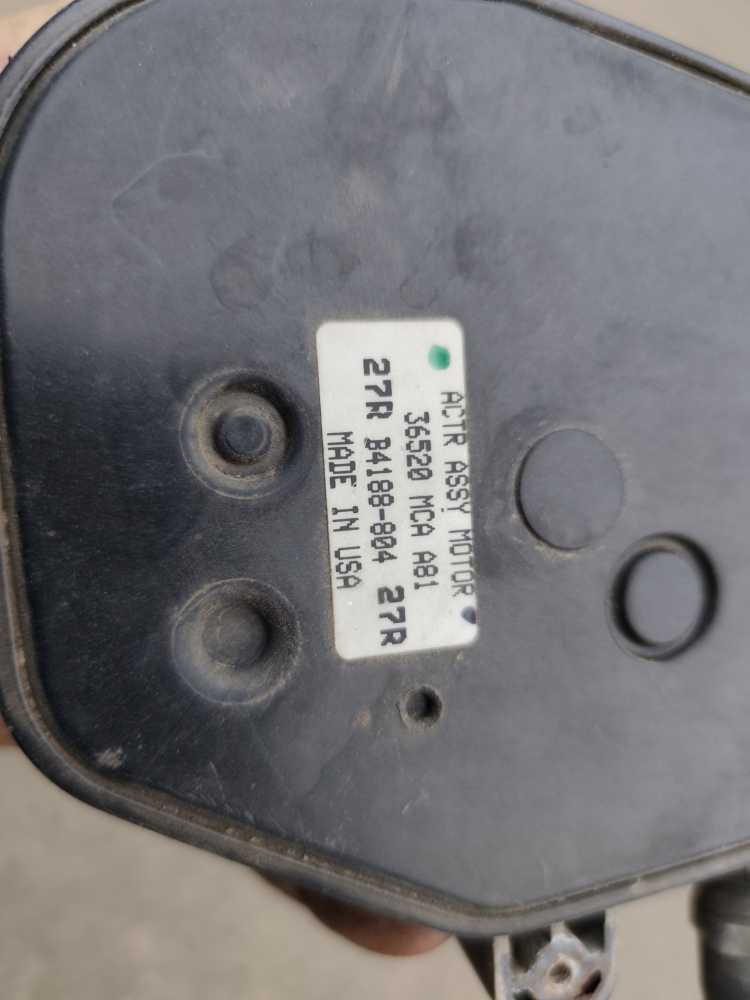 ACTR ASSY MOTOR
36520 MCA A81
27R B4188-804 27R
MADE IN USA